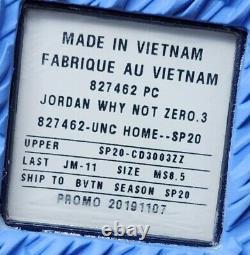 MADE IN VIETNAM
FABRIQUE AU VIETNAM
827462 PC
JORDAN WHY NOT ZERO.3
827462-UNC HOME--SP20
UPPER SP20-CD3003ZZ
LAST JM-11 SIZE MS8.5
SHIP TO BVTN SEASON SP20
PROMO 20191107